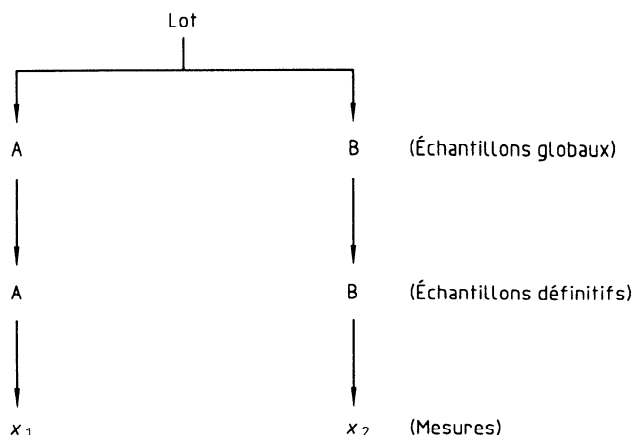 Lot
A B (Échantillons globaux)
A B (Échantillons définitifs)
x₁ x₂ (Mesures)